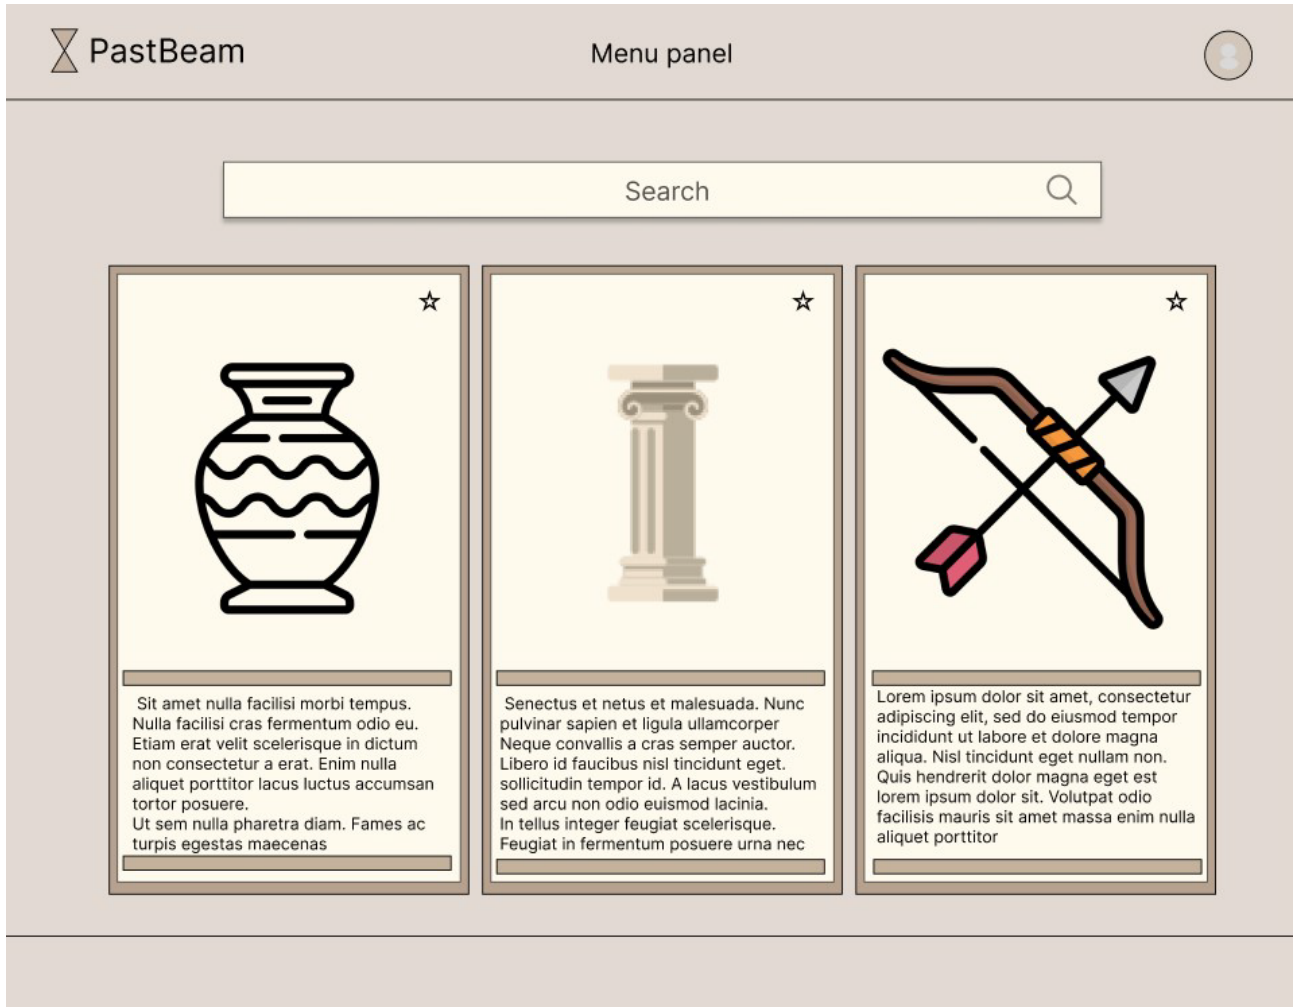 PastBeam
Menu panel
Search
Sit amet nulla facilisi morbi tempus.
Nulla facilisi cras fermentum odio eu.
Etiam erat velit scelerisque in dictum
non consectetur a erat. Enim nulla
aliquet porttitor lacus luctus accumsan
tortor posuere.
Ut sem nulla pharetra diam. Fames ac
turpis egestas maecenas
Senectus et netus et malesuada. Nunc
pulvinar sapien et ligula ullamcorper
Neque convallis a cras semper auctor.
Libero id faucibus nisl tincidunt eget.
sollicitudin tempor id. A lacus vestibulum
sed arcu non odio euismod lacinia.
In tellus integer feugiat scelerisque.
Feugiat in fermentum posuere urna nec
Lorem ipsum dolor sit amet, consectetur
adipiscing elit, sed do eiusmod tempor
incididunt ut labore et dolore magna
aliqua. Nisl tincidunt eget nullam non.
Quis hendrerit dolor magna eget est
lorem ipsum dolor sit. Volutpat odio
facilisis mauris sit amet massa enim nulla
aliquet porttitor